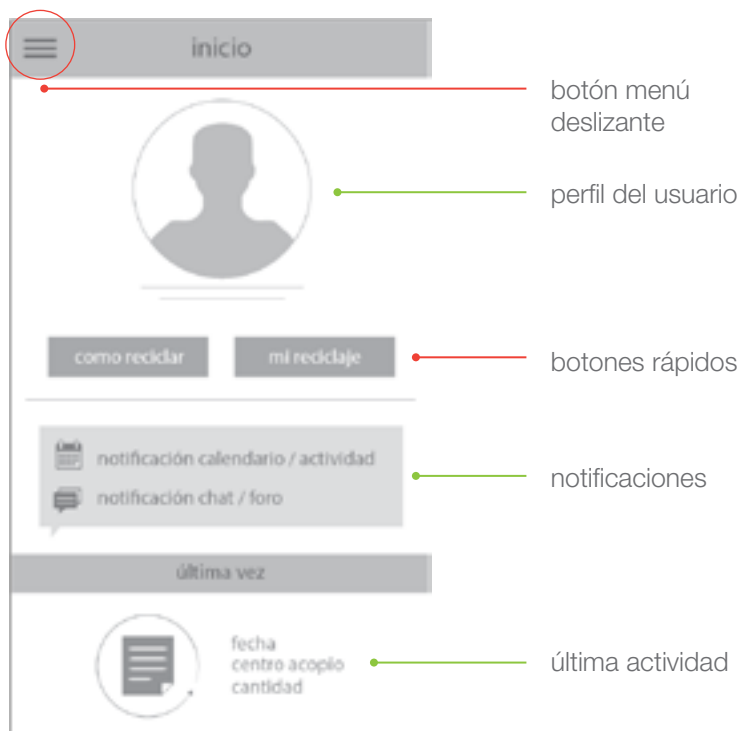 inicio
botón menú
deslizante
perfil del usuario
como reciclar
mi reciclaje
botones rápidos
notificación calendario / actividad
notificación chat / foro
notificaciones
última vez
fecha
centro acopio
cantidad
última actividad